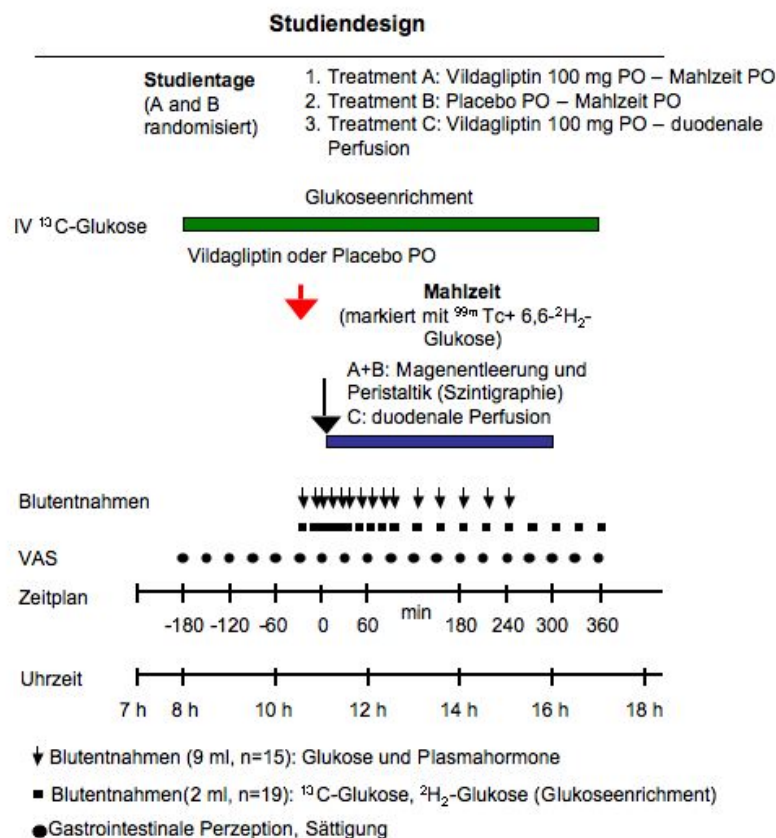 Studiendesign
Studientage
(A and B
randomisiert)
1. Treatment A: Vildagliptin 100 mg PO – Mahlzeit PO
2. Treatment B: Placebo PO – Mahlzeit PO
3. Treatment C: Vildagliptin 100 mg PO – duodenale
Perfusion
Glukoseenrichment
IV ¹³C-Glukose
Vildagliptin oder Placebo PO
Mahlzeit
(markiert mit ⁹⁹ᵐ Tc+ 6,6-²H₂-
Glukose)
A+B: Magenentleerung und
Peristaltik (Szintigraphie)
C: duodenale Perfusion
Blutentnahmen
VAS
Zeitplan
min
-180 -120 -60 0 60 180 240 300 360
Uhrzeit
7 h 8 h 10 h 12 h 14 h 16 h 18 h
Blutentnahmen (9 ml, n=15): Glukose und Plasmahormone
Blutentnahmen(2 ml, n=19): ¹³C-Glukose, ²H₂-Glukose (Glukoseenrichment)
Gastrointestinale Perzeption, Sättigung